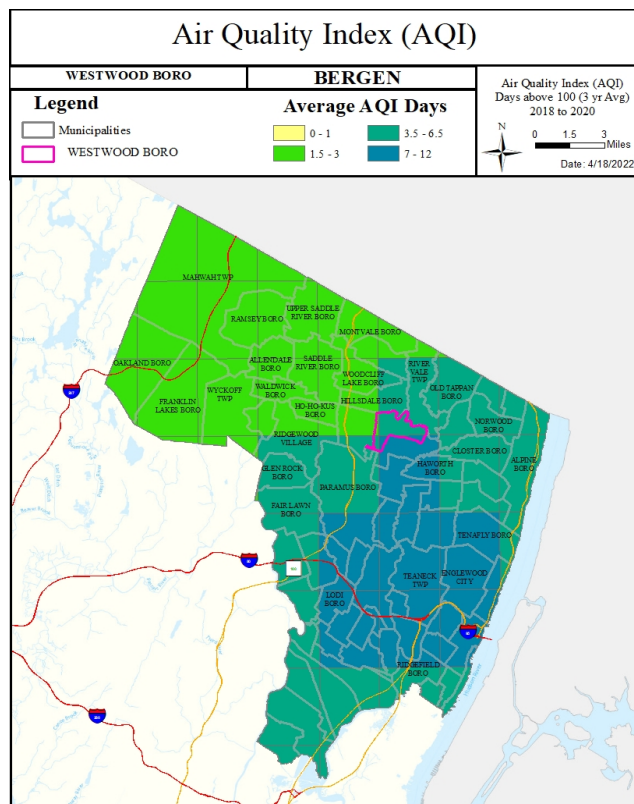 Air Quality Index (AQI)
WESTWOOD BORO
BERGEN
Legend
Municipalities
WESTWOOD BORO
Average AQI Days
0 - 1
1.5 - 3
3.5 - 6.5
7 - 12
Air Quality Index (AQI)
Days above 100 (3 yr Avg)
2018 to 2020
N
0 1.5 3
Miles
Date: 4/18/2022
MAHWAH TWP
RAMSEY BORO
UPPER SADDLE
RIVER BORO
MONTVALE BORO
OAKLAND BORO
ALLENDALE
BORO
SADDLE
RIVER BORO
WOODCLIFF
LAKE BORO
RIVER
VALE TWP
OLD TAPPAN
BORO
FRANKLIN
LAKES BORO
WYCKOFF
TWP
WALDWICK
BORO
HO-HO-KUS
BORO
HILLSDALE BORO
NORWOOD
BORO
RIDGEWOOD
VILLAGE
CLOSTER BORO
ALPINE
BORO
HAWORTH
BORO
GLEN ROCK
BORO
PARAMUS BORO
FAIR LAWN
BORO
TENAFLY BORO
TEANECK
TWP
ENGLEWOOD
CITY
LODI
BORO
RIDGEFIELD
BORO